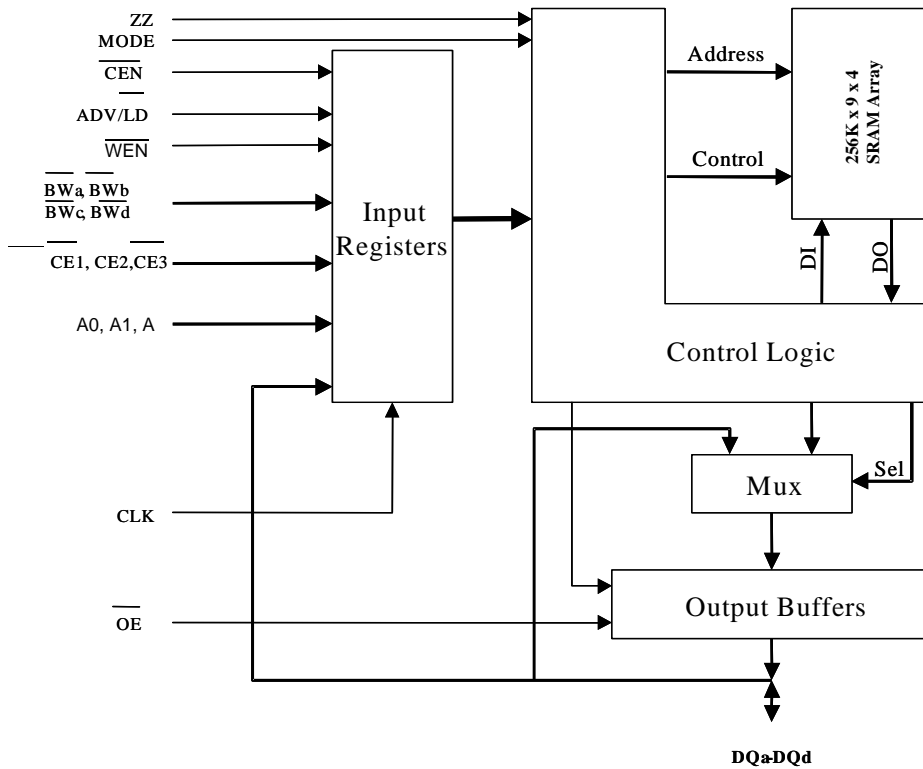 ZZ
MODE
CEN
ADV/LD
WEN
BWa, BWb
BWc, BWd
CE1, CE2,CE3
A0, A1, A
CLK
OE
Input
Registers
Address
Control
256K x 9 x 4
SRAM Array
DI
DO
Control Logic
Sel
Mux
Output Buffers
DQa-DQd